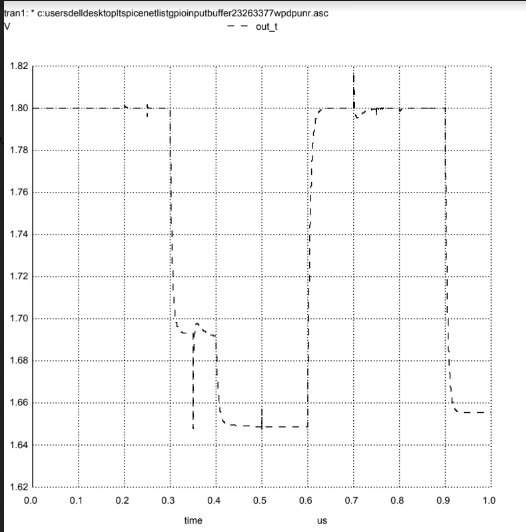 tran1: * c:usersdelldesktopltspicenetlistgpioinputbuffer23263377wpdpunr.asc
V
out_t
1.82
1.80
1.78
1.76
1.74
1.72
1.70
1.68
1.66
1.64
1.62
0.0 0.1 0.2 0.3 0.4 0.5 0.6 0.7 0.8 0.9 1.0
time us